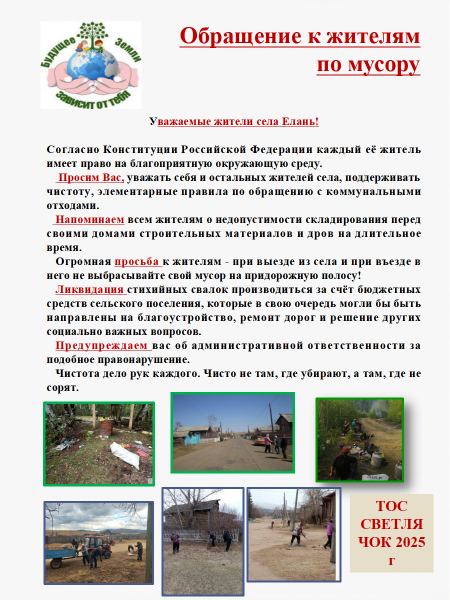 Обращение к жителям
по мусору
Будущее Земли
зависит от тебя
Уважаемые жители села Елань!
Согласно Конституции Российской Федерации каждый её житель
имеет право на благоприятную окружающую среду.
Просим Вас, уважать себя и остальных жителей села, поддерживать
чистоту, элементарные правила по обращению с коммунальными
отходами.
Напоминаем всем жителям о недопустимости складирования перед
своими домами строительных материалов и дров на длительное
время.
Огромная просьба к жителям - при выезде из села и при въезде в
него не выбрасывайте свой мусор на придорожную полосу!
Ликвидация стихийных свалок производиться за счёт бюджетных
средств сельского поселения, которые в свою очередь могли бы быть
направлены на благоустройство, ремонт дорог и решение других
социально важных вопросов.
Предупреждаем вас об административной ответственности за
подобное правонарушение.
Чистота дело рук каждого. Чисто не там, где убирают, а там, где не
сорят.
ТОС
СВЕТЛЯ
ЧОК 2025
г